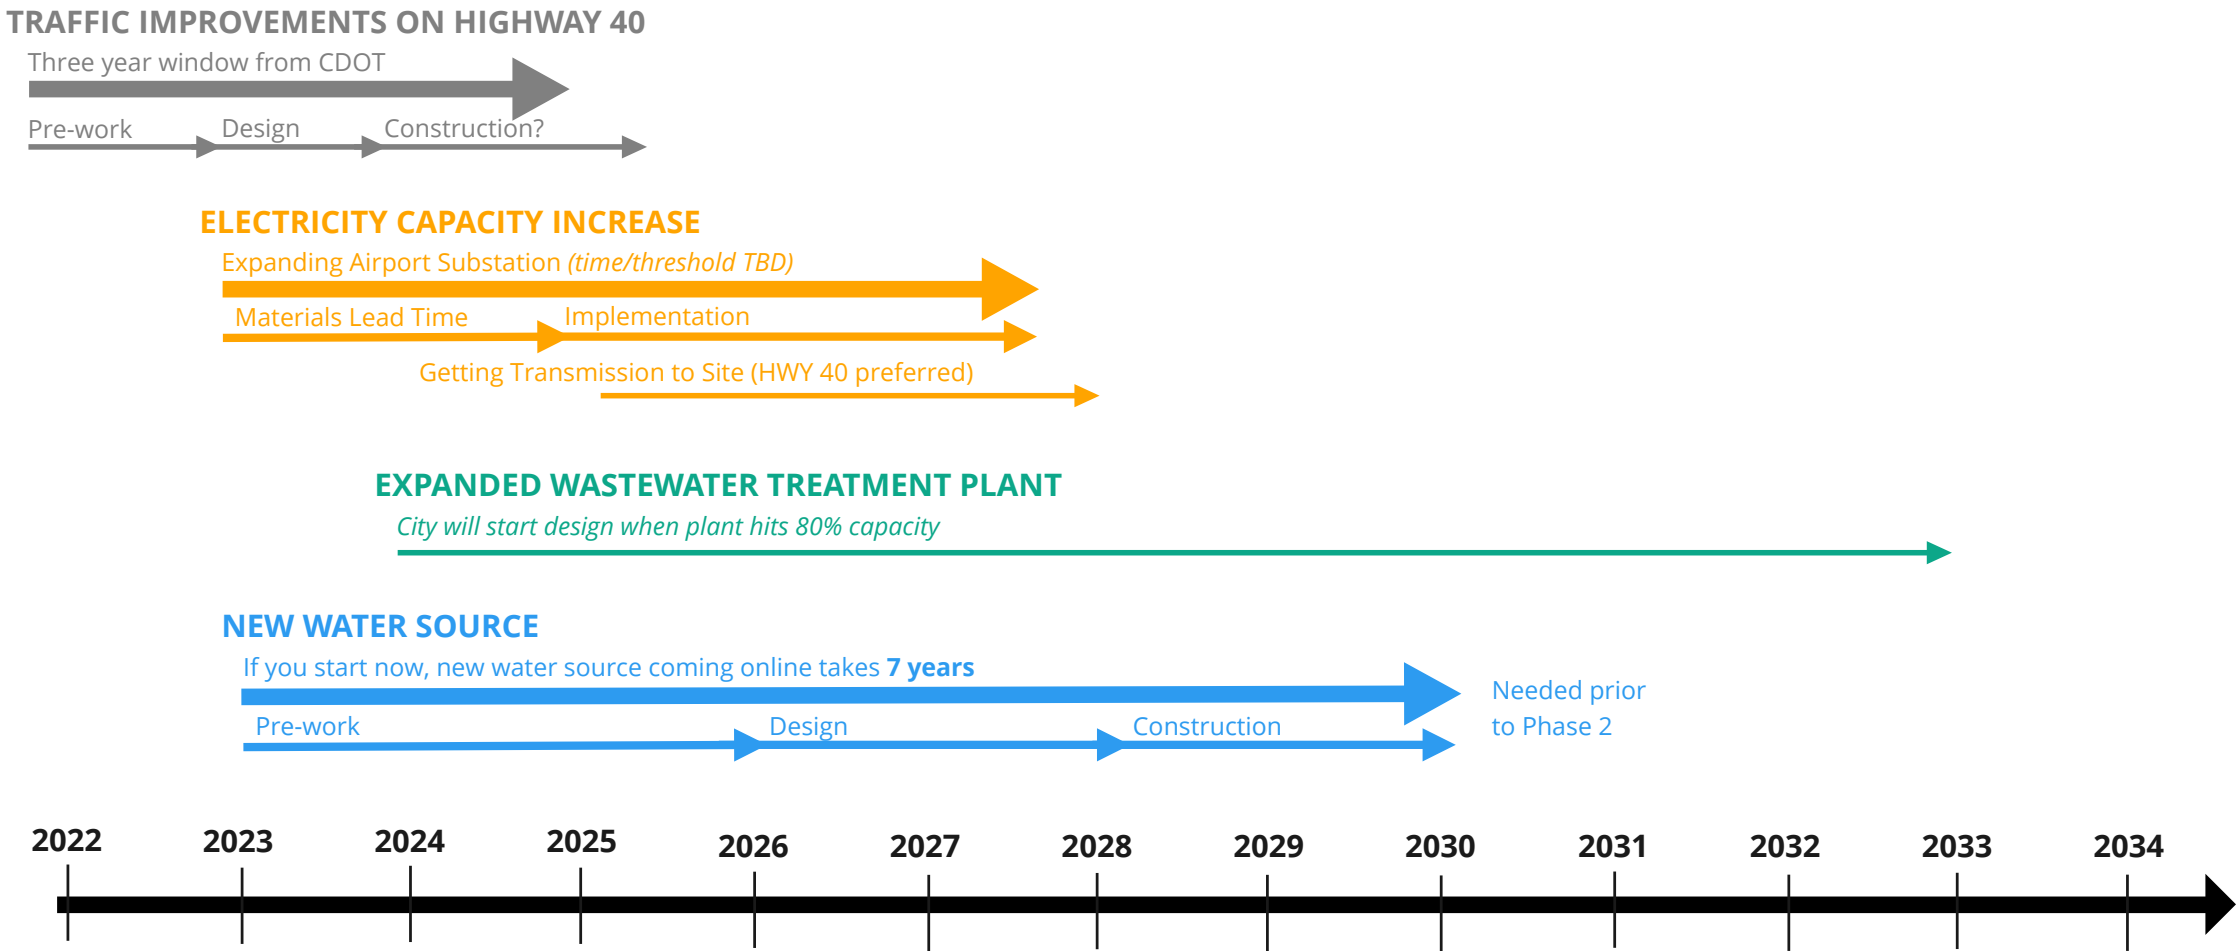 TRAFFIC IMPROVEMENTS ON HIGHWAY 40
Three year window from CDOT
Pre-work
Design
Construction?
ELECTRICITY CAPACITY INCREASE
Expanding Airport Substation (time/threshold TBD)
Materials Lead Time
Implementation
Getting Transmission to Site (HWY 40 preferred)
EXPANDED WASTEWATER TREATMENT PLANT
City will start design when plant hits 80% capacity
NEW WATER SOURCE
If you start now, new water source coming online takes 7 years
Pre-work
Design
Construction
Needed prior
to Phase 2
2022
2023
2024
2025
2026
2027
2028
2029
2030
2031
2032
2033
2034